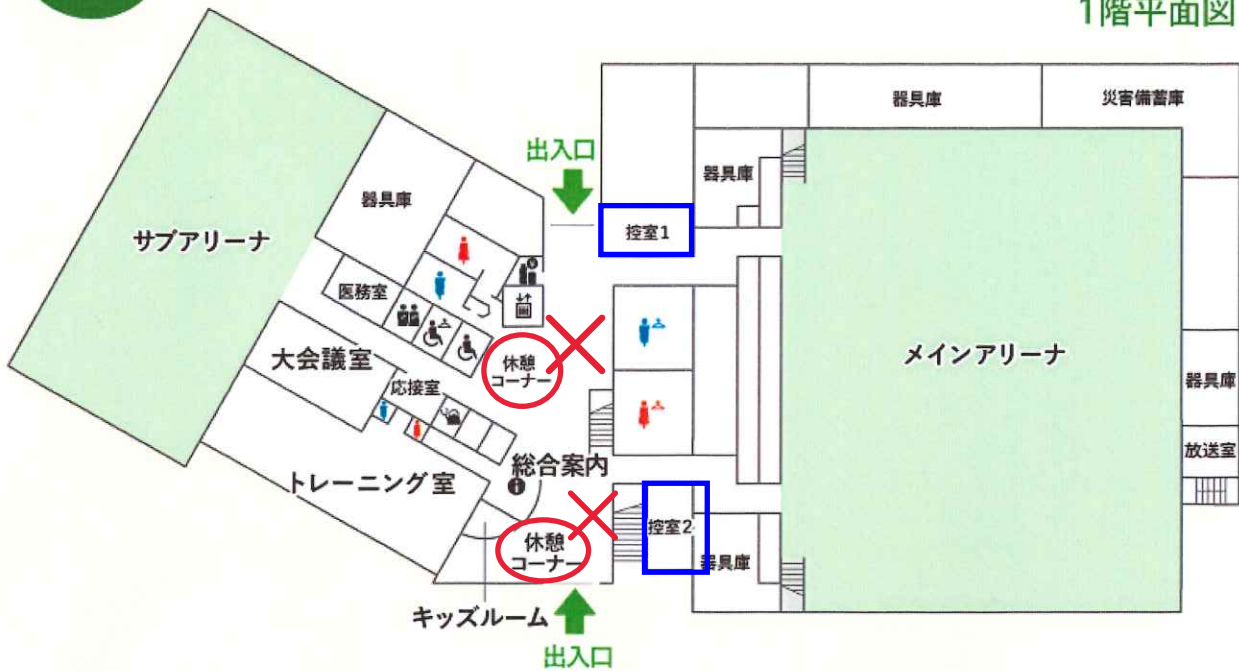 1階平面図
器具庫
災害備蓄庫
出入口
器具庫
器具庫
控室1
サブアリーナ
医務室
メインアリーナ
大会議室
休憩
コーナー
応接室
器具庫
放送室
総合案内
トレーニング室
控室2
休憩
コーナー
器具庫
キッズルーム
出入口